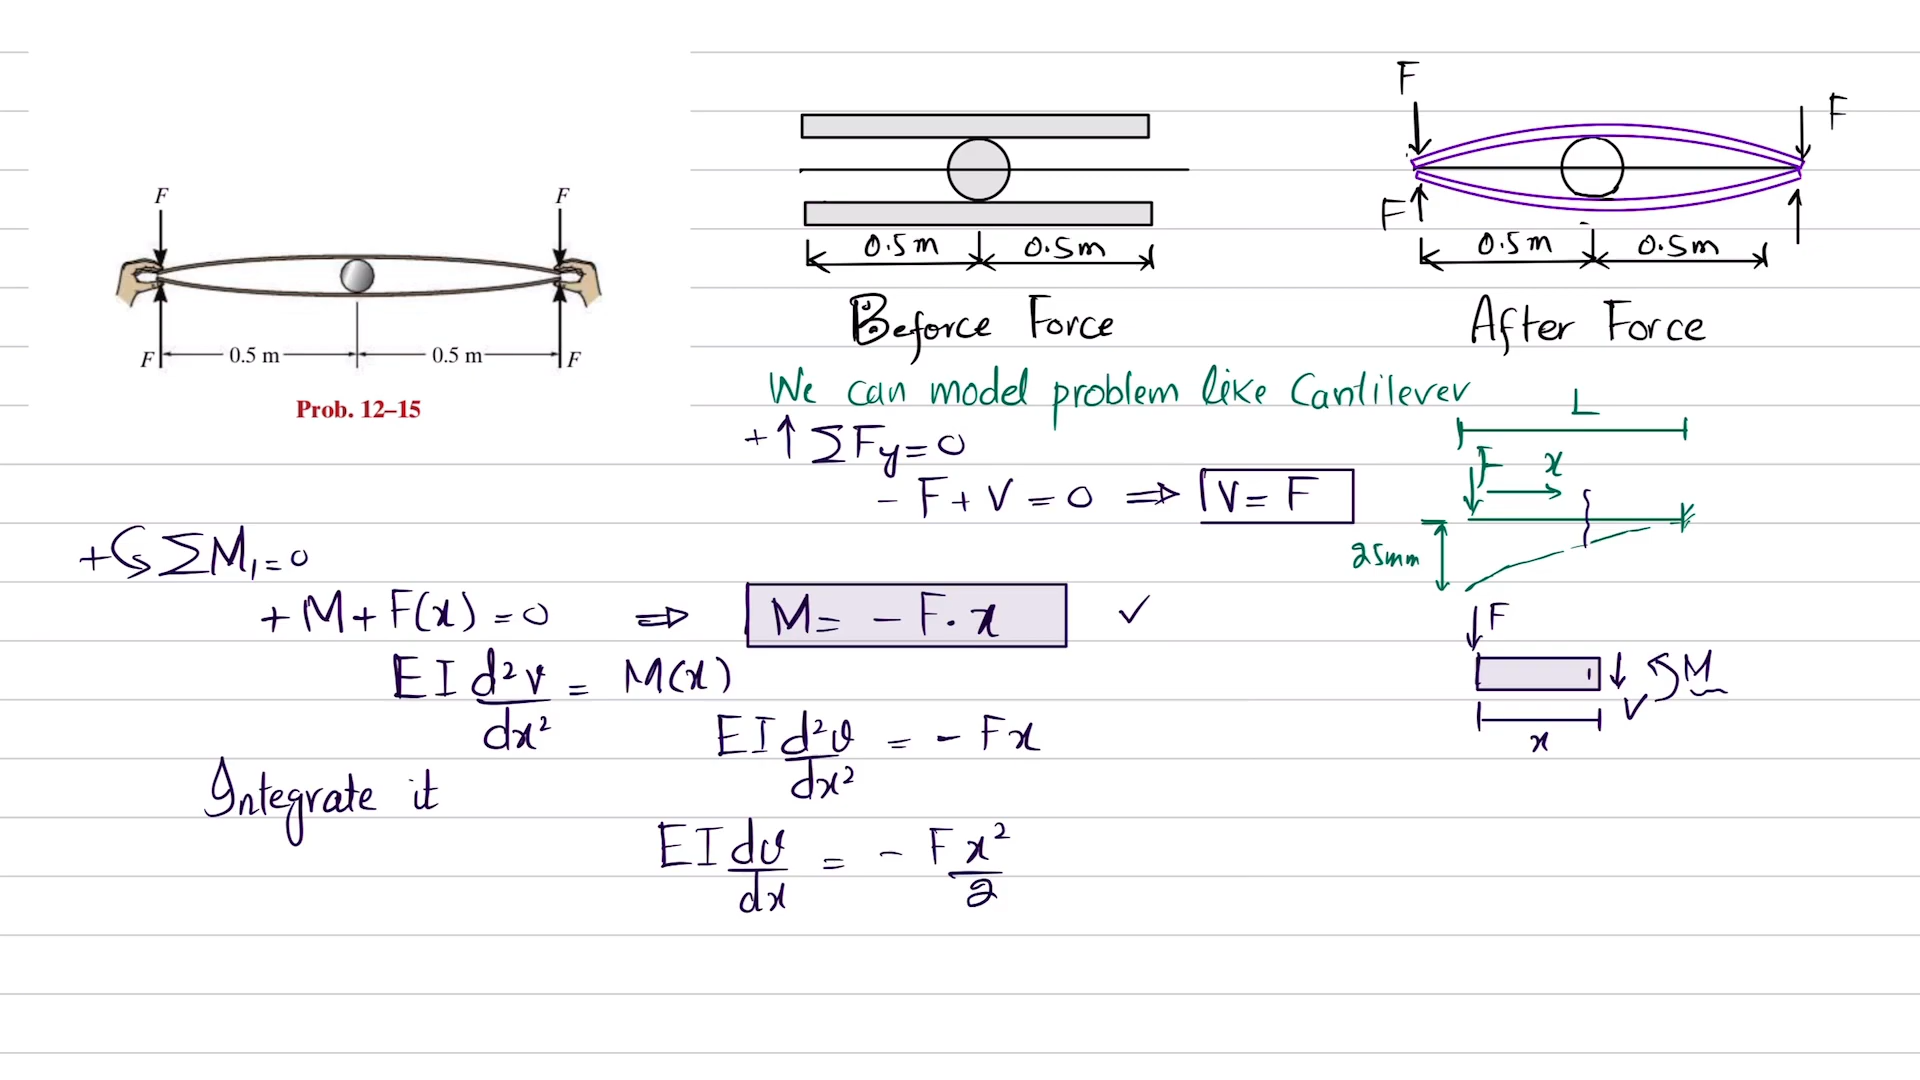 F F
F 0.5 m 0.5 m F
Prob. 12–15
0.5m 0.5m
Beforce Force
F F
F
0.5m 0.5m
After Force
We can model problem like Cantilever
+↑ ΣFy=0
- F + V = 0 ⇒ V = F
L
F x
25mm
+↺ ΣM₁=0
+ M + F(x) = 0 ⇒ M = - F · x ✓
F
V M
x
EI d²v/dx² = M(x)
EI d²v/dx² = - Fx
Integrate it
EI dv/dx = - F x²/2